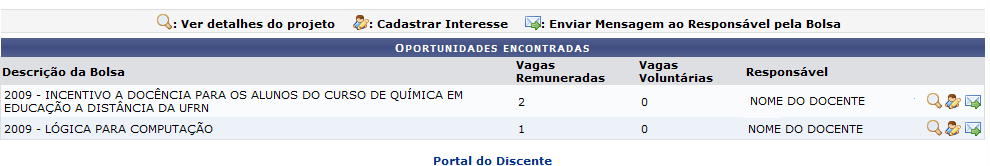 : Ver detalhes do projeto : Cadastrar Interesse : Enviar Mensagem ao Responsável pela Bolsa
OPORTUNIDADES ENCONTRADAS
Descrição da Bolsa Vagas Remuneradas Vagas Voluntárias Responsável
2009 - INCENTIVO A DOCÊNCIA PARA OS ALUNOS DO CURSO DE QUÍMICA EM
EDUCAÇÃO A DISTÂNCIA DA UFRN 2 0 NOME DO DOCENTE
2009 - LÓGICA PARA COMPUTAÇÃO 1 0 NOME DO DOCENTE
Portal do Discente